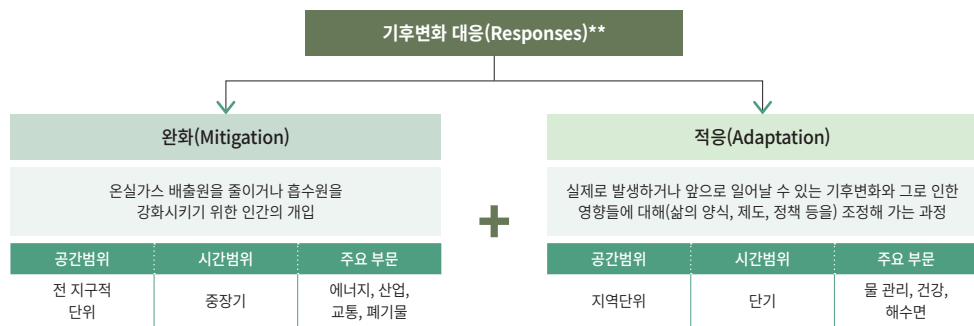 기후변화 대응(Responses)**
완화(Mitigation)
온실가스 배출원을 줄이거나 흡수원을
강화시키기 위한 인간의 개입
공간범위 시간범위 주요 부문
전 지구적
단위
중장기
에너지, 산업,
교통, 폐기물
+
적응(Adaptation)
실제로 발생하거나 앞으로 일어날 수 있는 기후변화와 그로 인한
영향들에 대해(삶의 양식, 제도, 정책 등을) 조정해 가는 과정
공간범위 시간범위 주요 부문
지역단위
단기
물 관리, 건강,
해수면